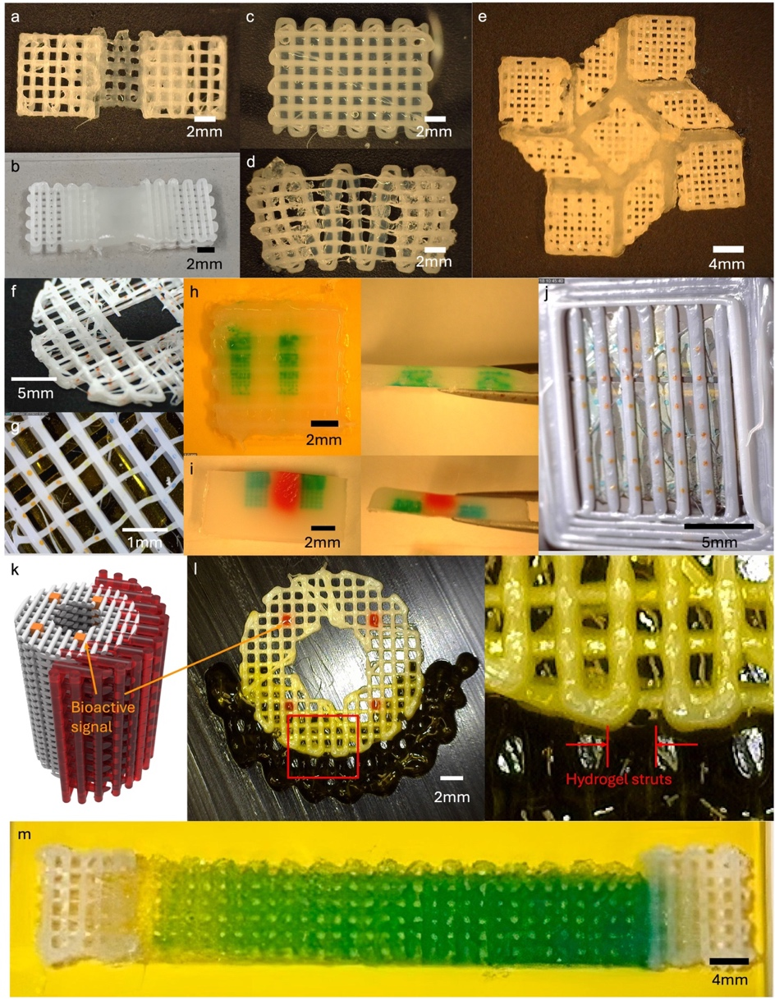 a
2mm
b
2mm
c
2mm
d
2mm
e
4mm
f
5mm
g
1mm
h
2mm
i
2mm
j
5mm
k
Bioactive
signal
l
2mm
Hydrogel struts
m
4mm